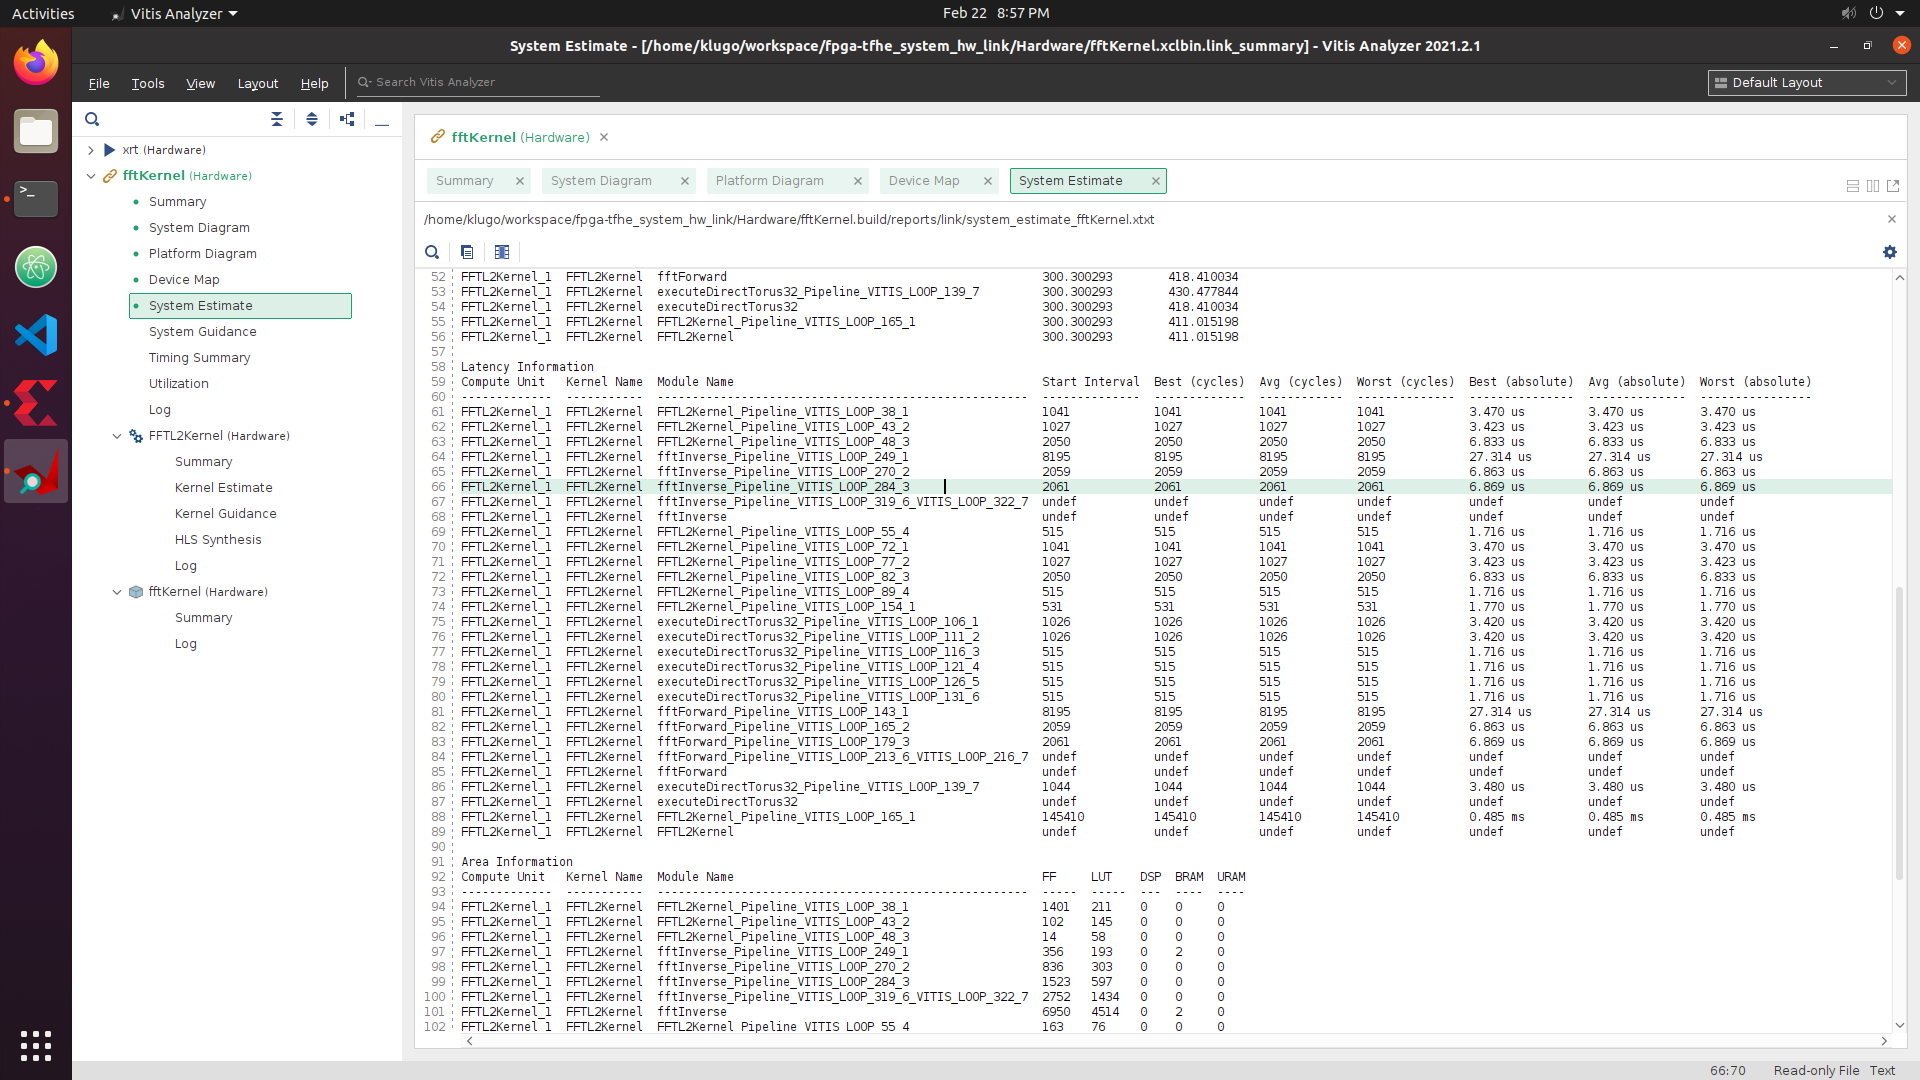 Activities Vitis Analyzer Feb 22 8:57 PM
System Estimate - [/home/klugo/workspace/fpga-tfhe_system_hw_link/Hardware/fftKernel.xclbin.link_summary] - Vitis Analyzer 2021.2.1
File Tools View Layout Help Search Vitis Analyzer Default Layout
xrt (Hardware)
fftKernel (Hardware)
Summary
System Diagram
Platform Diagram
Device Map
System Estimate
System Guidance
Timing Summary
Utilization
Log
FFTL2Kernel (Hardware)
Summary
Kernel Estimate
Kernel Guidance
HLS Synthesis
Log
fftKernel (Hardware)
Summary
Log
fftKernel (Hardware)
Summary System Diagram Platform Diagram Device Map System Estimate
/home/klugo/workspace/fpga-tfhe_system_hw_link/Hardware/fftKernel.build/reports/link/system_estimate_fftKernel.xtxt
52 FFTL2Kernel_1 FFTL2Kernel fftForward 300.300293 418.410034
53 FFTL2Kernel_1 FFTL2Kernel executeDirectTorus32_Pipeline_VITIS_LOOP_139_7 300.300293 430.477844
54 FFTL2Kernel_1 FFTL2Kernel executeDirectTorus32 300.300293 418.410034
55 FFTL2Kernel_1 FFTL2Kernel FFTL2Kernel_Pipeline_VITIS_LOOP_165_1 300.300293 411.015198
56 FFTL2Kernel_1 FFTL2Kernel FFTL2Kernel 300.300293 411.015198
57
58 Latency Information
59 Compute Unit Kernel Name Module Name Start Interval Best (cycles) Avg (cycles) Worst (cycles) Best (absolute) Avg (absolute) Worst (absolute)
60 ------------- ----------- ----------------------------------------------------- -------------- ------------- ------------ -------------- --------------- -------------- ----------------
61 FFTL2Kernel_1 FFTL2Kernel FFTL2Kernel_Pipeline_VITIS_LOOP_38_1 1041 1041 1041 1041 3.470 us 3.470 us 3.470 us
62 FFTL2Kernel_1 FFTL2Kernel FFTL2Kernel_Pipeline_VITIS_LOOP_43_2 1027 1027 1027 1027 3.423 us 3.423 us 3.423 us
63 FFTL2Kernel_1 FFTL2Kernel FFTL2Kernel_Pipeline_VITIS_LOOP_48_3 2050 2050 2050 2050 6.833 us 6.833 us 6.833 us
64 FFTL2Kernel_1 FFTL2Kernel fftInverse_Pipeline_VITIS_LOOP_249_1 8195 8195 8195 8195 27.314 us 27.314 us 27.314 us
65 FFTL2Kernel_1 FFTL2Kernel fftInverse_Pipeline_VITIS_LOOP_270_2 2059 2059 2059 2059 6.863 us 6.863 us 6.863 us
66 FFTL2Kernel_1 FFTL2Kernel fftInverse_Pipeline_VITIS_LOOP_284_3 2061 2061 2061 2061 6.869 us 6.869 us 6.869 us
67 FFTL2Kernel_1 FFTL2Kernel fftInverse_Pipeline_VITIS_LOOP_319_6_VITIS_LOOP_322_7 undef undef undef undef undef undef undef
68 FFTL2Kernel_1 FFTL2Kernel fftInverse undef undef undef undef undef undef undef
69 FFTL2Kernel_1 FFTL2Kernel FFTL2Kernel_Pipeline_VITIS_LOOP_55_4 515 515 515 515 1.716 us 1.716 us 1.716 us
70 FFTL2Kernel_1 FFTL2Kernel FFTL2Kernel_Pipeline_VITIS_LOOP_72_1 1041 1041 1041 1041 3.470 us 3.470 us 3.470 us
71 FFTL2Kernel_1 FFTL2Kernel FFTL2Kernel_Pipeline_VITIS_LOOP_77_2 1027 1027 1027 1027 3.423 us 3.423 us 3.423 us
72 FFTL2Kernel_1 FFTL2Kernel FFTL2Kernel_Pipeline_VITIS_LOOP_82_3 2050 2050 2050 2050 6.833 us 6.833 us 6.833 us
73 FFTL2Kernel_1 FFTL2Kernel FFTL2Kernel_Pipeline_VITIS_LOOP_89_4 515 515 515 515 1.716 us 1.716 us 1.716 us
74 FFTL2Kernel_1 FFTL2Kernel FFTL2Kernel_Pipeline_VITIS_LOOP_154_1 531 531 531 531 1.770 us 1.770 us 1.770 us
75 FFTL2Kernel_1 FFTL2Kernel executeDirectTorus32_Pipeline_VITIS_LOOP_106_1 1026 1026 1026 1026 3.420 us 3.420 us 3.420 us
76 FFTL2Kernel_1 FFTL2Kernel executeDirectTorus32_Pipeline_VITIS_LOOP_111_2 1026 1026 1026 1026 3.420 us 3.420 us 3.420 us
77 FFTL2Kernel_1 FFTL2Kernel executeDirectTorus32_Pipeline_VITIS_LOOP_116_3 515 515 515 515 1.716 us 1.716 us 1.716 us
78 FFTL2Kernel_1 FFTL2Kernel executeDirectTorus32_Pipeline_VITIS_LOOP_121_4 515 515 515 515 1.716 us 1.716 us 1.716 us
79 FFTL2Kernel_1 FFTL2Kernel executeDirectTorus32_Pipeline_VITIS_LOOP_126_5 515 515 515 515 1.716 us 1.716 us 1.716 us
80 FFTL2Kernel_1 FFTL2Kernel executeDirectTorus32_Pipeline_VITIS_LOOP_131_6 515 515 515 515 1.716 us 1.716 us 1.716 us
81 FFTL2Kernel_1 FFTL2Kernel fftForward_Pipeline_VITIS_LOOP_143_1 8195 8195 8195 8195 27.314 us 27.314 us 27.314 us
82 FFTL2Kernel_1 FFTL2Kernel fftForward_Pipeline_VITIS_LOOP_165_2 2059 2059 2059 2059 6.863 us 6.863 us 6.863 us
83 FFTL2Kernel_1 FFTL2Kernel fftForward_Pipeline_VITIS_LOOP_179_3 2061 2061 2061 2061 6.869 us 6.869 us 6.869 us
84 FFTL2Kernel_1 FFTL2Kernel fftForward_Pipeline_VITIS_LOOP_213_6_VITIS_LOOP_216_7 undef undef undef undef undef undef undef
85 FFTL2Kernel_1 FFTL2Kernel fftForward undef undef undef undef undef undef undef
86 FFTL2Kernel_1 FFTL2Kernel executeDirectTorus32_Pipeline_VITIS_LOOP_139_7 1044 1044 1044 1044 3.480 us 3.480 us 3.480 us
87 FFTL2Kernel_1 FFTL2Kernel executeDirectTorus32 undef undef undef undef undef undef undef
88 FFTL2Kernel_1 FFTL2Kernel FFTL2Kernel_Pipeline_VITIS_LOOP_165_1 145410 145410 145410 145410 0.485 ms 0.485 ms 0.485 ms
89 FFTL2Kernel_1 FFTL2Kernel FFTL2Kernel undef undef undef undef undef undef undef
90
91 Area Information
92 Compute Unit Kernel Name Module Name FF LUT DSP BRAM URAM
93 ------------- ----------- ----------------------------------------------------- ----- ----- --- ---- ----
94 FFTL2Kernel_1 FFTL2Kernel FFTL2Kernel_Pipeline_VITIS_LOOP_38_1 1401 211 0 0 0
95 FFTL2Kernel_1 FFTL2Kernel FFTL2Kernel_Pipeline_VITIS_LOOP_43_2 102 145 0 0 0
96 FFTL2Kernel_1 FFTL2Kernel FFTL2Kernel_Pipeline_VITIS_LOOP_48_3 14 58 0 0 0
97 FFTL2Kernel_1 FFTL2Kernel fftInverse_Pipeline_VITIS_LOOP_249_1 356 193 0 2 0
98 FFTL2Kernel_1 FFTL2Kernel fftInverse_Pipeline_VITIS_LOOP_270_2 836 303 0 0 0
99 FFTL2Kernel_1 FFTL2Kernel fftInverse_Pipeline_VITIS_LOOP_284_3 1523 597 0 0 0
100 FFTL2Kernel_1 FFTL2Kernel fftInverse_Pipeline_VITIS_LOOP_319_6_VITIS_LOOP_322_7 2752 1434 0 0 0
101 FFTL2Kernel_1 FFTL2Kernel fftInverse 6950 4514 0 2 0
102 FFTL2Kernel_1 FFTL2Kernel FFTL2Kernel_Pipeline_VITIS_LOOP_55_4 163 76 0 0 0
66:70 Read-only File Text